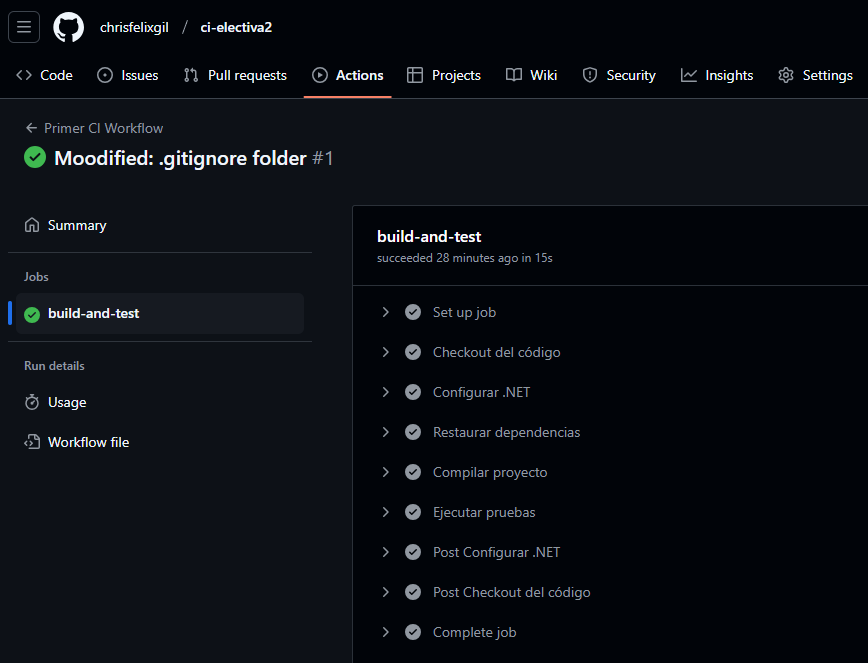 chrisfelixgil / ci-electiva2
Code Issues Pull requests Actions Projects Wiki Security Insights Settings
← Primer CI Workflow
Moodified: .gitignore folder #1
Summary
Jobs
build-and-test
Run details
Usage
Workflow file
build-and-test
succeeded 28 minutes ago in 15s
Set up job
Checkout del código
Configurar .NET
Restaurar dependencias
Compilar proyecto
Ejecutar pruebas
Post Configurar .NET
Post Checkout del código
Complete job